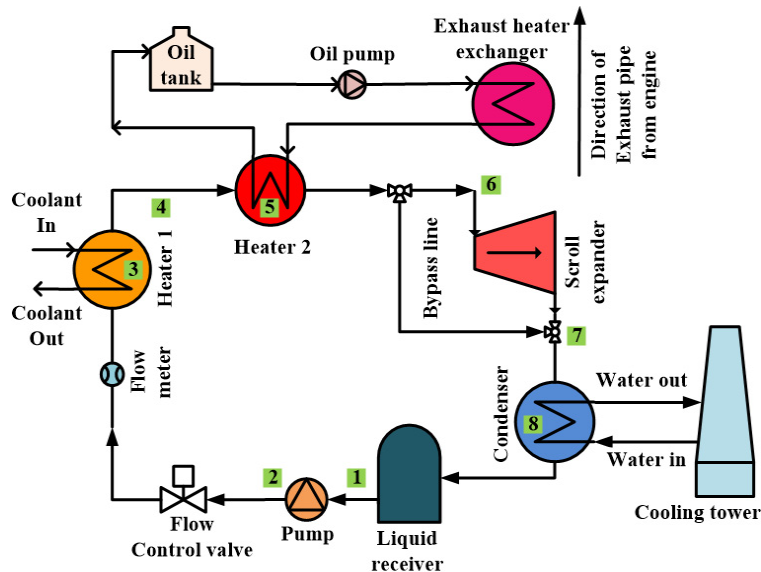 Oil
tank
Oil pump
Exhaust heater
exchanger
Direction of
Exhaust pipe
from engine
Coolant
In
4
3
Heater 1
Coolant
Out
5
Heater 2
6
Bypass line
Scroll
expander
7
Flow
meter
Condenser
8
Water out
Water in
Cooling tower
2
1
Flow
Control valve
Pump
Liquid
receiver